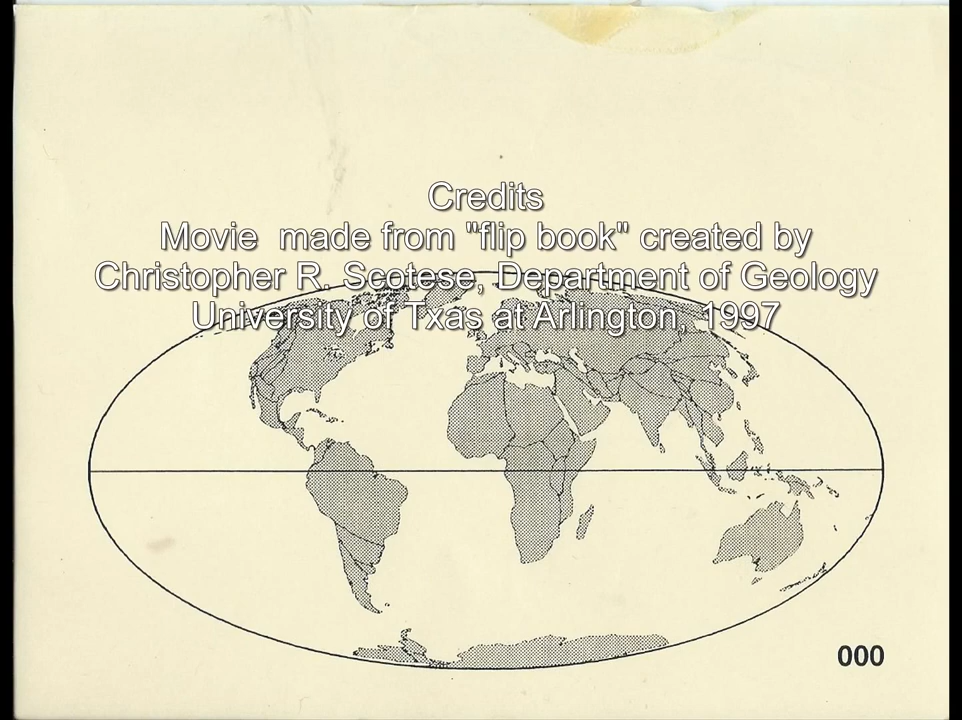 Credits
Movie  made from "flip book" created by
Christopher R. Scotese, Department of Geology
University of Txas at Arlington, 1997
000